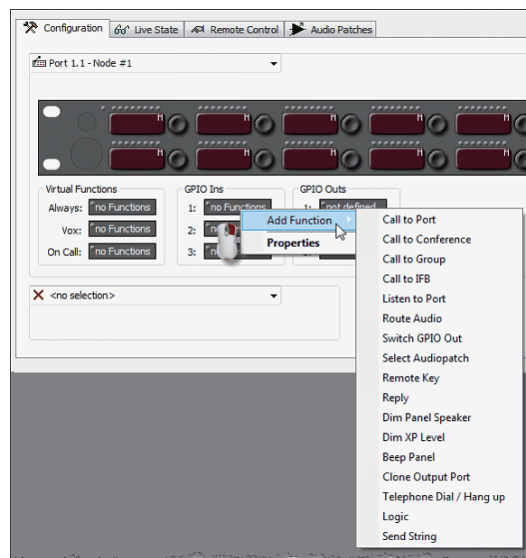 Configuration Live State Remote Control Audio Patches
Port 1.1 - Node #1
M M M M
M M M M
Virtual Functions GPIO Ins GPIO Outs
Always: no Functions 1: no Functions 1: not defined
Vox: no Functions 2:
On Call: no Functions 3:
Add Function
Properties
Call to Port
Call to Conference
Call to Group
Call to IFB
Listen to Port
Route Audio
Switch GPIO Out
Select Audiopatch
Remote Key
Reply
Dim Panel Speaker
Dim XP Level
Beep Panel
Clone Output Port
Telephone Dial / Hang up
Logic
Send String
<no selection>